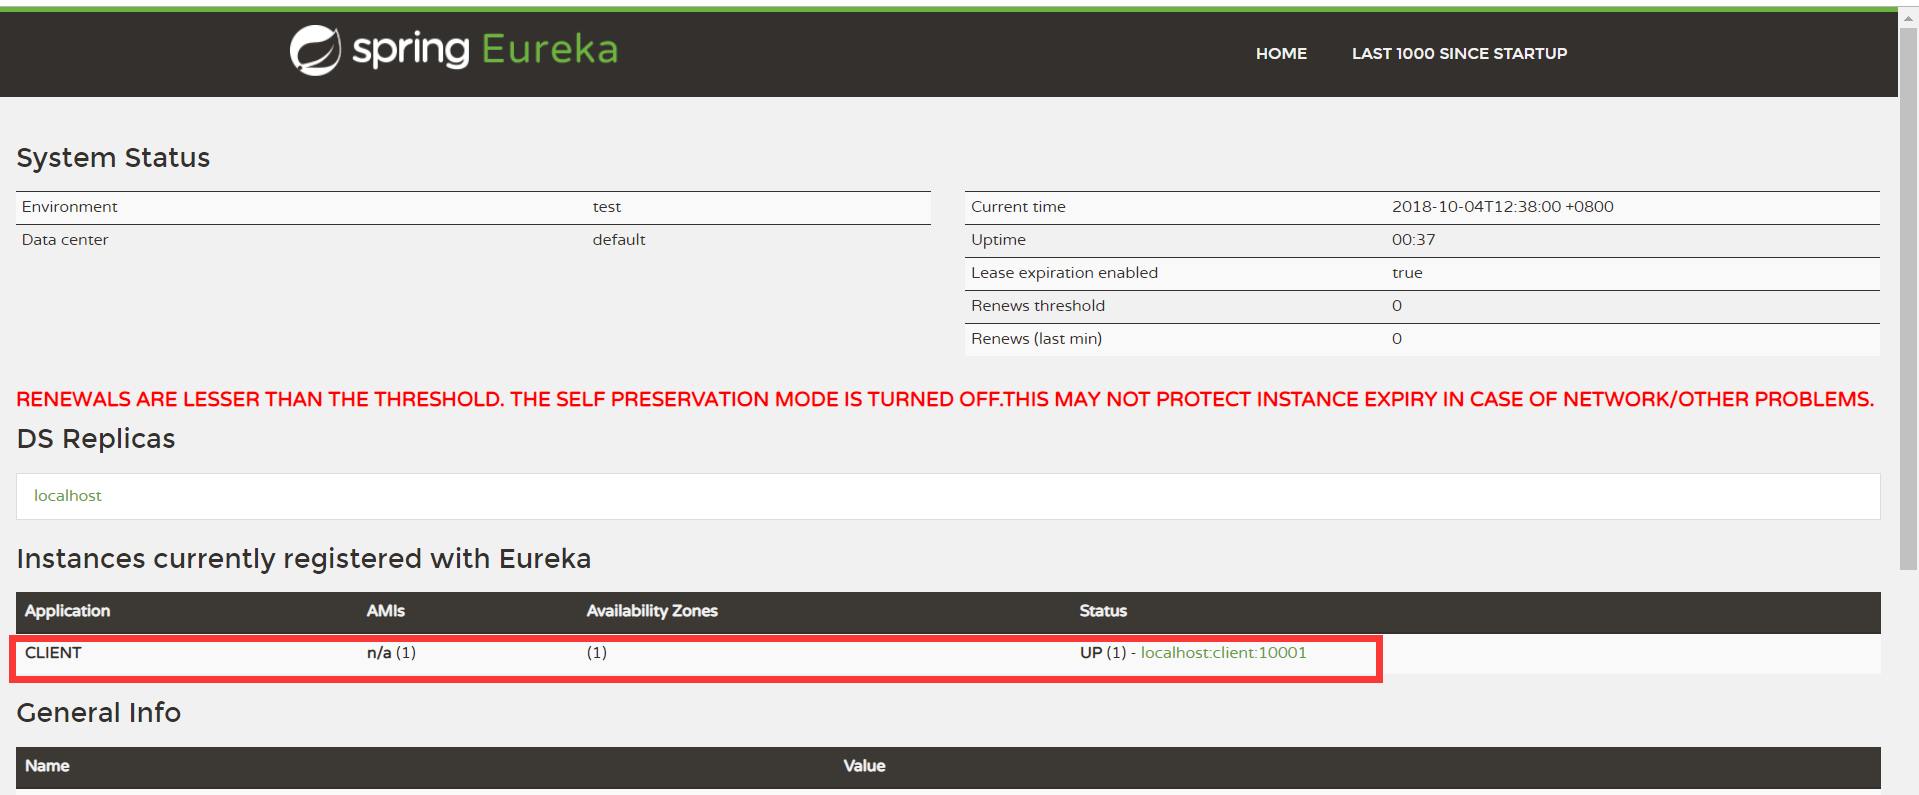 spring Eureka
HOME LAST 1000 SINCE STARTUP
System Status
Environment test
Data center default
Current time 2018-10-04T12:38:00 +0800
Uptime 00:37
Lease expiration enabled true
Renews threshold 0
Renews (last min) 0
RENEWALS ARE LESSER THAN THE THRESHOLD. THE SELF PRESERVATION MODE IS TURNED OFF.THIS MAY NOT PROTECT INSTANCE EXPIRY IN CASE OF NETWORK/OTHER PROBLEMS.
DS Replicas
localhost
Instances currently registered with Eureka
Application AMIs Availability Zones Status
CLIENT n/a (1) (1) UP (1) - localhost:client:10001
General Info
Name Value